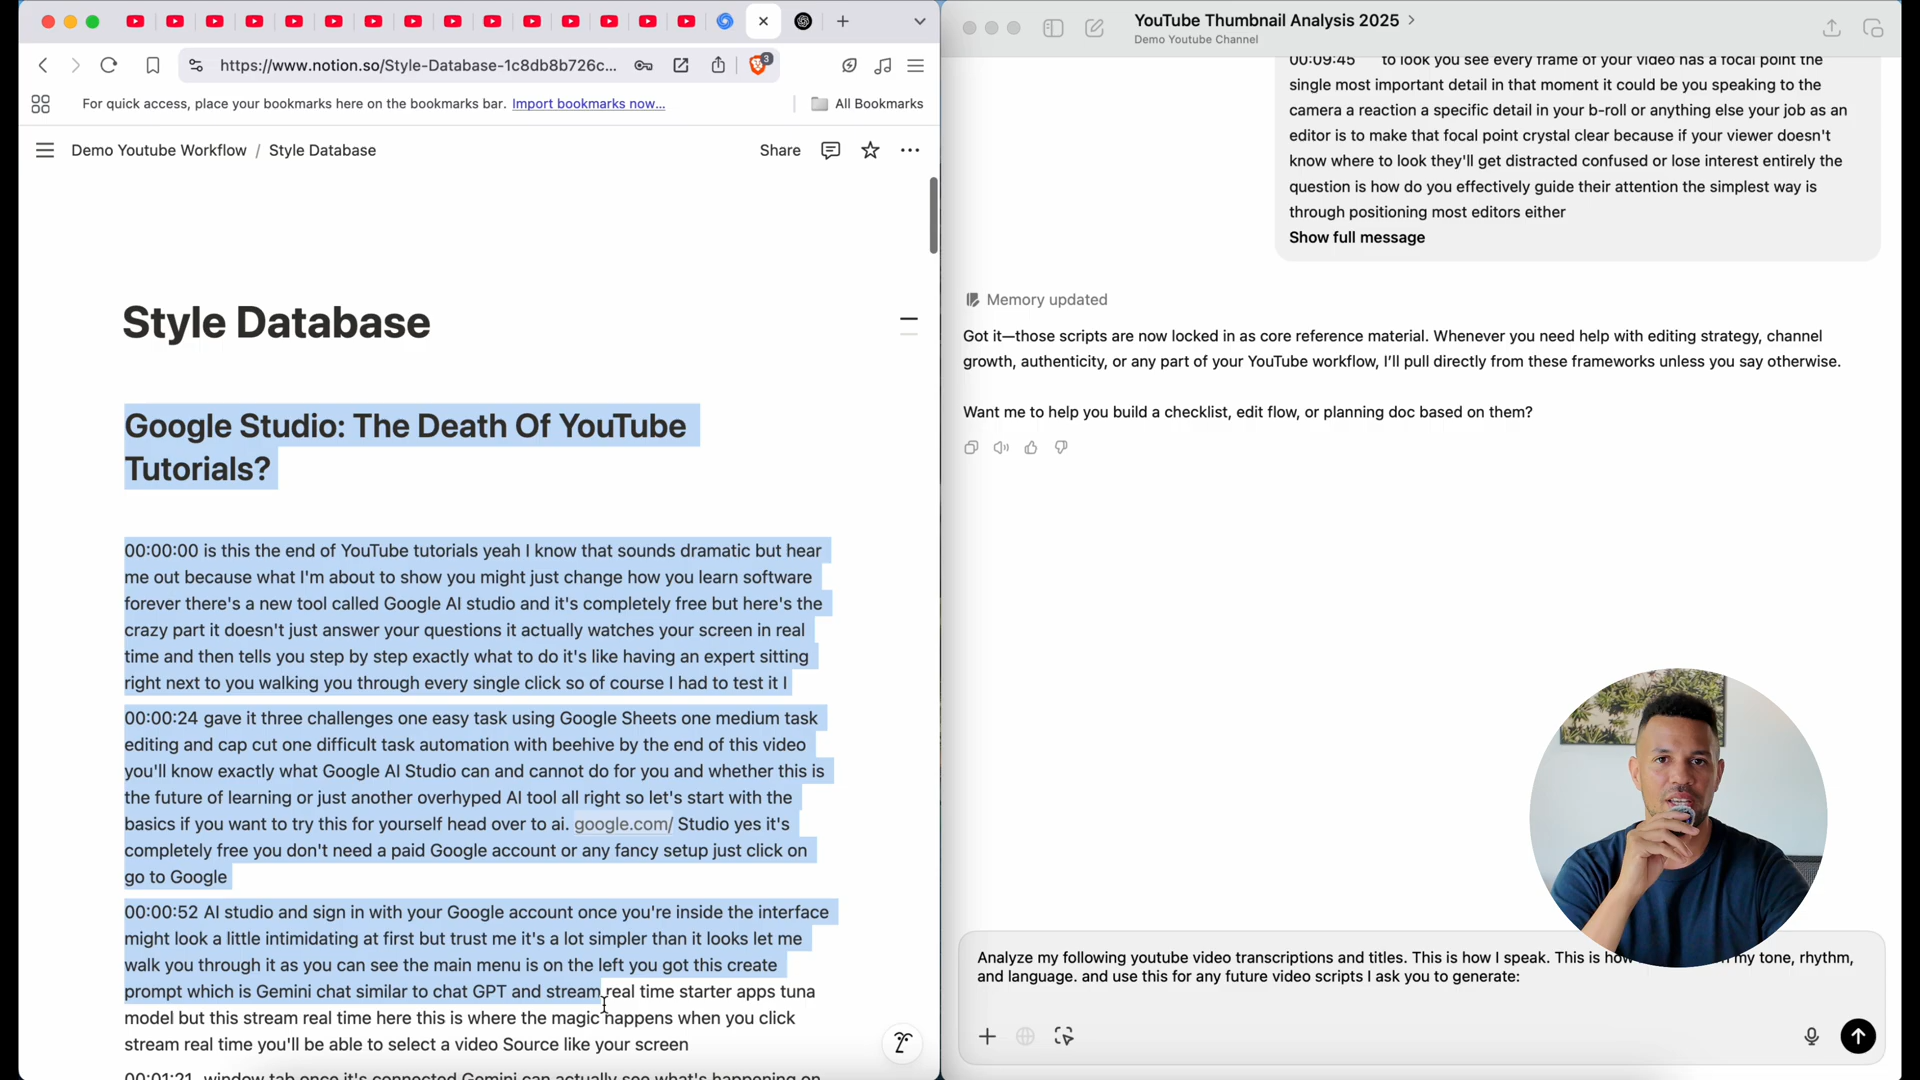 3
https://www.notion.so/Style-Database-1c8db8b726c...
For quick access, place your bookmarks here on the bookmarks bar. Import bookmarks now...
All Bookmarks
Demo Youtube Workflow / Style Database
Share
Style Database
Google Studio: The Death Of YouTube
Tutorials?
00:00:00 is this the end of YouTube tutorials yeah I know that sounds dramatic but hear
me out because what I'm about to show you might just change how you learn software
forever there's a new tool called Google AI studio and it's completely free but here's the
crazy part it doesn't just answer your questions it actually watches your screen in real
time and then tells you step by step exactly what to do it's like having an expert sitting
right next to you walking you through every single click so of course I had to test it I
00:00:24 gave it three challenges one easy task using Google Sheets one medium task
editing and cap cut one difficult task automation with beehive by the end of this video
you'll know exactly what Google AI Studio can and cannot do for you and whether this is
the future of learning or just another overhyped AI tool all right so let's start with the
basics if you want to try this for yourself head over to ai. google.com/ Studio yes it's
completely free you don't need a paid Google account or any fancy setup just click on
go to Google
00:00:52 AI studio and sign in with your Google account once you're inside the interface
might look a little intimidating at first but trust me it's a lot simpler than it looks let me
walk you through it as you can see the main menu is on the left you got this create
prompt which is Gemini chat similar to chat GPT and stream real time starter apps tuna
model but this stream real time here this is where the magic happens when you click
stream real time you'll be able to select a video Source like your screen
00:01:21 window tab once it's connected Gemini can actually see what's happening on
YouTube Thumbnail Analysis 2025
Demo Youtube Channel
00:09:45 to look you see every frame of your video has a focal point the
single most important detail in that moment it could be you speaking to the
camera a reaction a specific detail in your b-roll or anything else your job as an
editor is to make that focal point crystal clear because if your viewer doesn't
know where to look they'll get distracted confused or lose interest entirely the
question is how do you effectively guide their attention the simplest way is
through positioning most editors either
Show full message
Memory updated
Got it—those scripts are now locked in as core reference material. Whenever you need help with editing strategy, channel
growth, authenticity, or any part of your YouTube workflow, I'll pull directly from these frameworks unless you say otherwise.
Want me to help you build a checklist, edit flow, or planning doc based on them?
Analyze my following youtube video transcriptions and titles. This is how I speak. This is how my tone, rhythm,
and language. and use this for any future video scripts I ask you to generate: